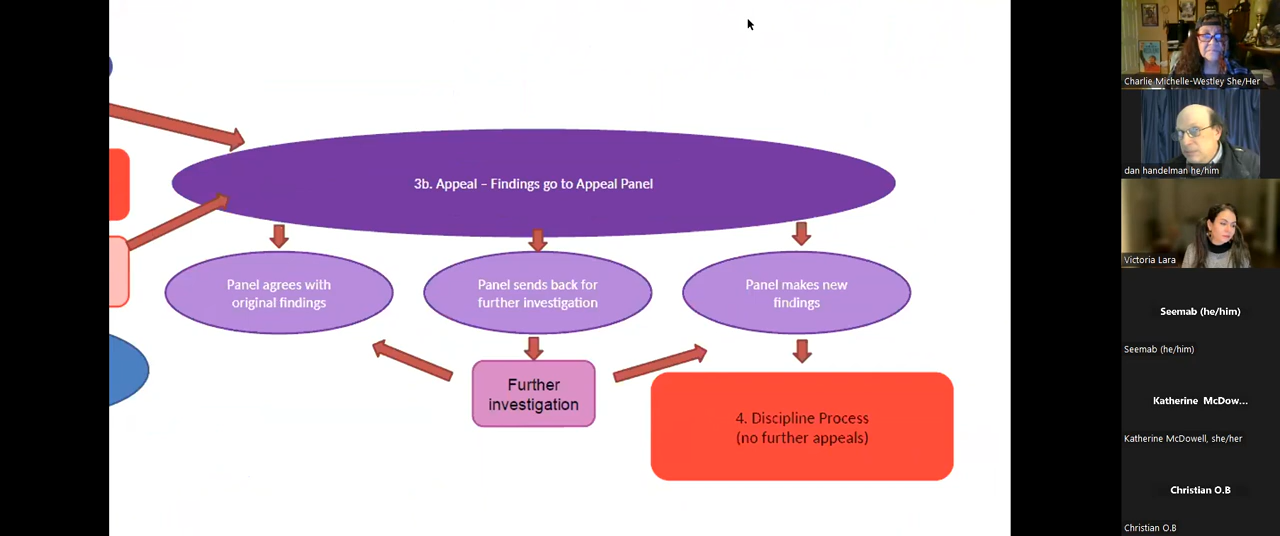 3b. Appeal – Findings go to Appeal Panel
Panel agrees with
original findings
Panel sends back for
further investigation
Panel makes new
findings
Further
investigation
4. Discipline Process
(no further appeals)
Charlie Michelle-Westley She/Her
dan handelman he/him
Victoria Lara
Seemab (he/him)
Seemab (he/him)
Katherine McDow...
Katherine McDowell, she/her
Christian O.B
Christian O.B